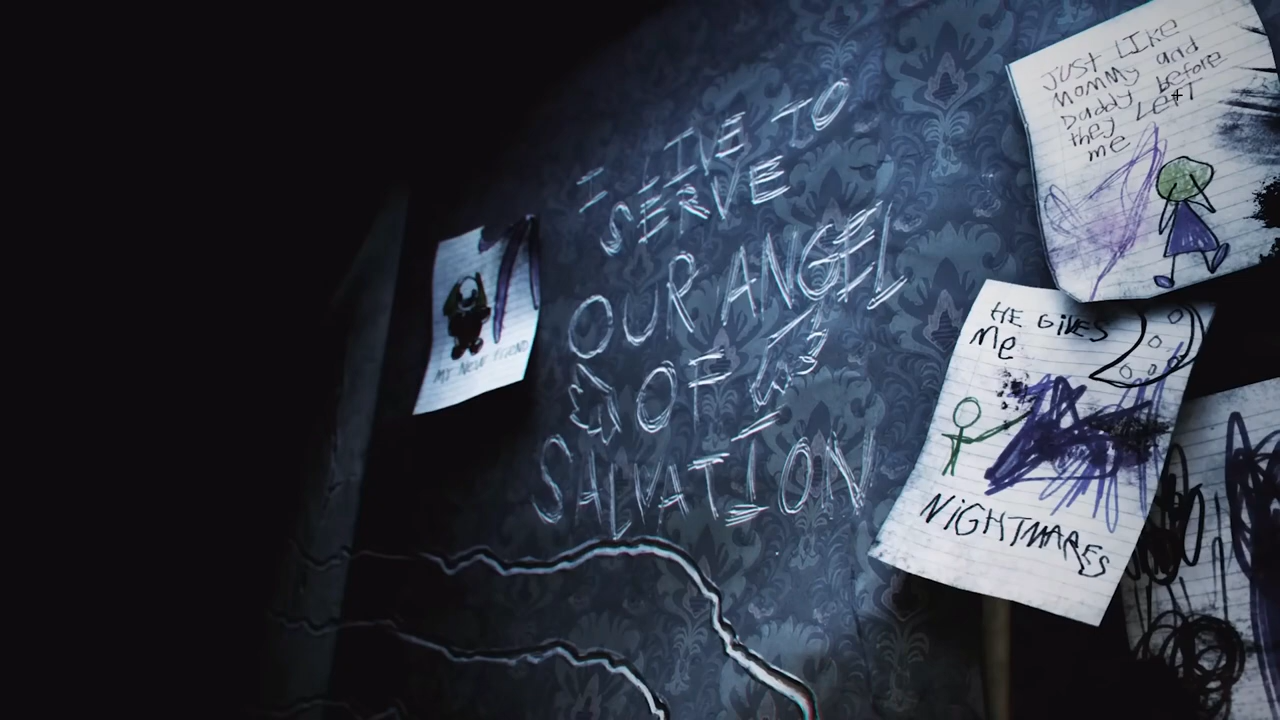 I LIVE TO
SERVE
OUR ANGEL
OF
SALVATION
MY NEW FRIEND
JUST LIKE
MOMMY and
DADDY before
they LEFT
me
HE GIVES
Me
NIGHTMARES